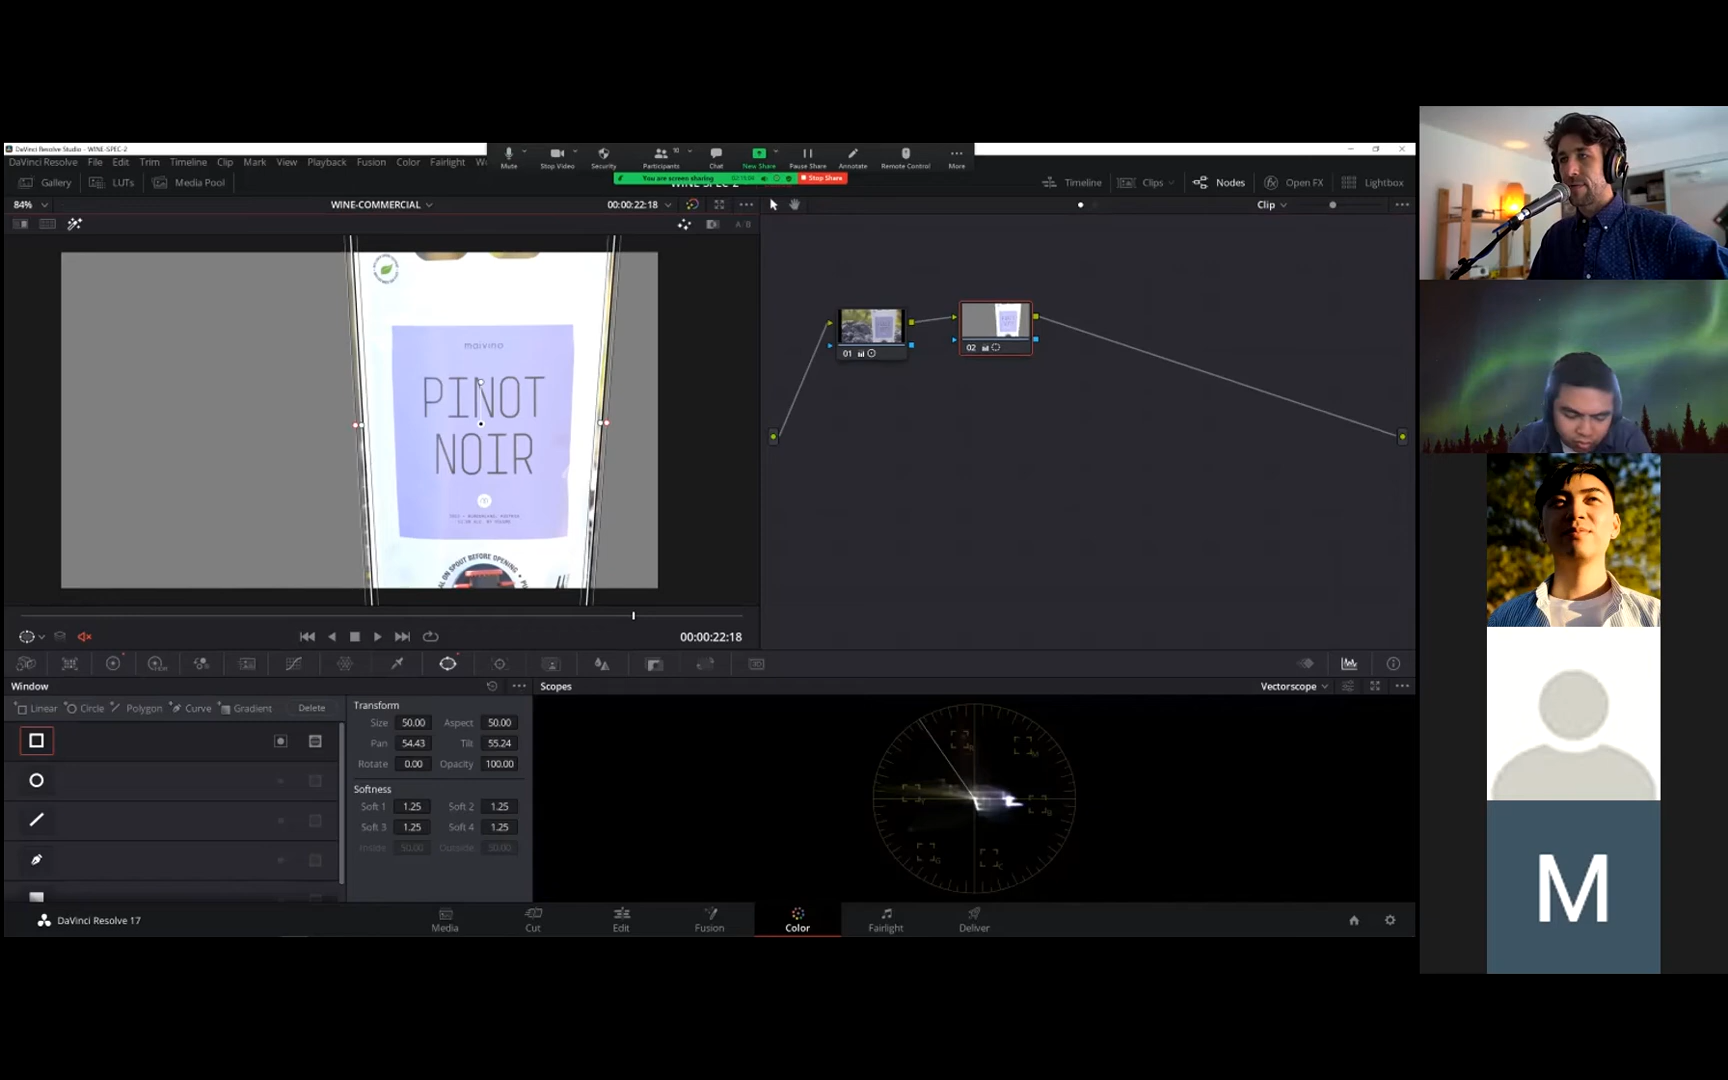 DaVinci Resolve Studio - WINE-SPEC-2
DaVinci Resolve File Edit Trim Timeline Clip Mark View Playback Fusion Color Fairlight
Mute Stop Video Security Participants 10 Chat New Share Pause Share Annotate Remote Control More
You are screen sharing Stop Share
Gallery LUTs Media Pool
Timeline Clips Nodes Open FX Lightbox
84% WINE-COMMERCIAL 00:00:22:18
Clip
maivino
PINOT
NOIR
SPOUT BEFORE OPENING
01
02
00:00:22:18
Window
Scopes Vectorscope
Linear Circle Polygon Curve Gradient Delete
Transform
Size 50.00 Aspect 50.00
Pan 54.43 Tilt 55.24
Rotate 0.00 Opacity 100.00
Softness
Soft 1 1.25 Soft 2 1.25
Soft 3 1.25 Soft 4 1.25
Inside 50.00 Outside 50.00
DaVinci Resolve 17
Media Cut Edit Fusion Color Fairlight Deliver
M